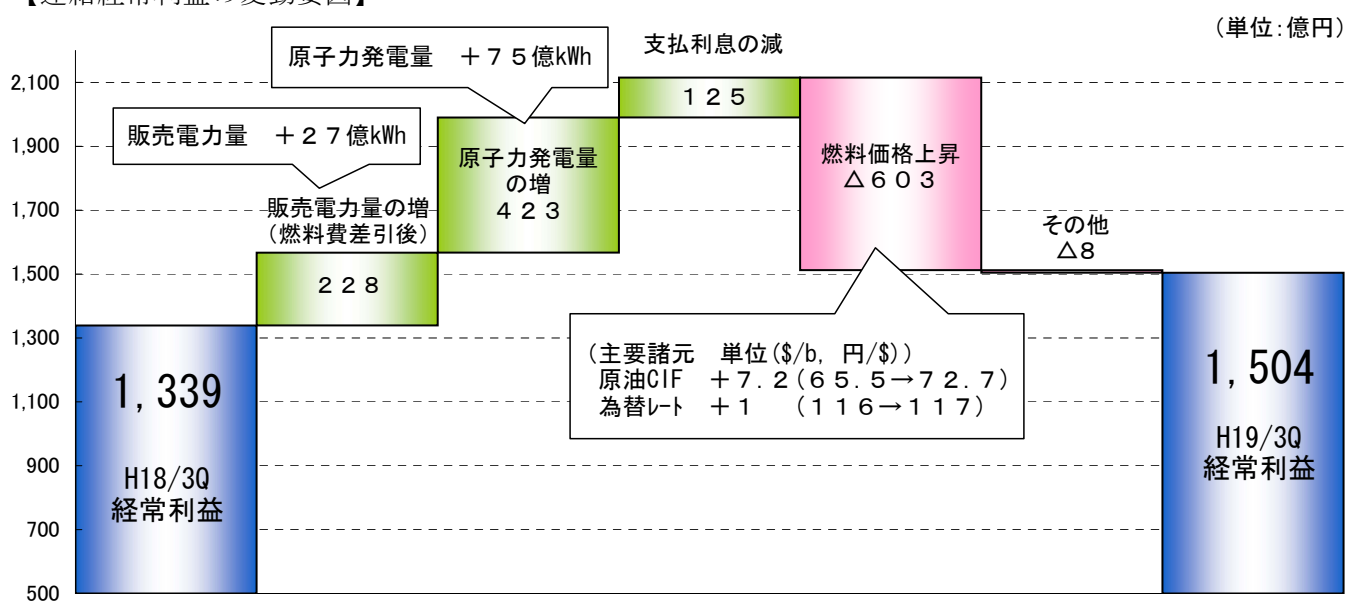 【連結経常利益の変動要因】
（単位：億円）
2,100
1,900
1,700
1,500
1,300
1,100
900
700
500
1,339
H18/3Q
経常利益
販売電力量　＋２７億kWh
販売電力量の増
（燃料費差引後）
２２８
原子力発電量　＋７５億kWh
原子力発電量
の増
４２３
支払利息の減
１２５
燃料価格上昇
△６０３
（主要諸元　単位($/b, 円/$)）
原油CIF　＋７.２（６５.５→７２.７）
為替ﾚｰﾄ　＋１　（１１６→１１７）
その他
△8
1,504
H19/3Q
経常利益